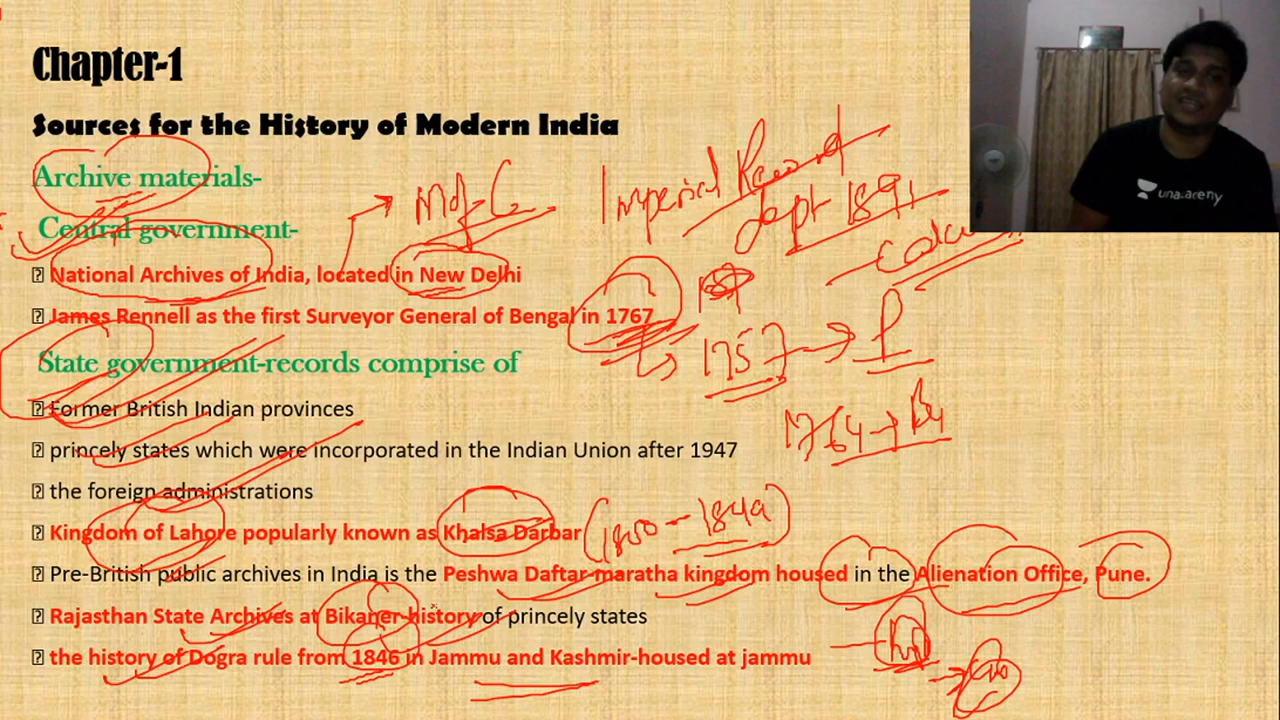 Chapter-1
Sources for the History of Modern India
Archive materials-
Central government-
National Archives of India, located in New Delhi
James Rennell as the first Surveyor General of Bengal in 1767
State government-records comprise of
Former British Indian provinces
princely states which were incorporated in the Indian Union after 1947
the foreign administrations
Kingdom of Lahore popularly known as Khalsa Darbar
Pre-British public archives in India is the Peshwa Daftar-maratha kingdom housed in the Alienation Office, Pune.
Rajasthan State Archives at Bikaner-history of princely states
the history of Dogra rule from 1846 in Jammu and Kashmir-housed at jammu
Imperial Record
dept 1891
1757 → P
1764 →
unacademy